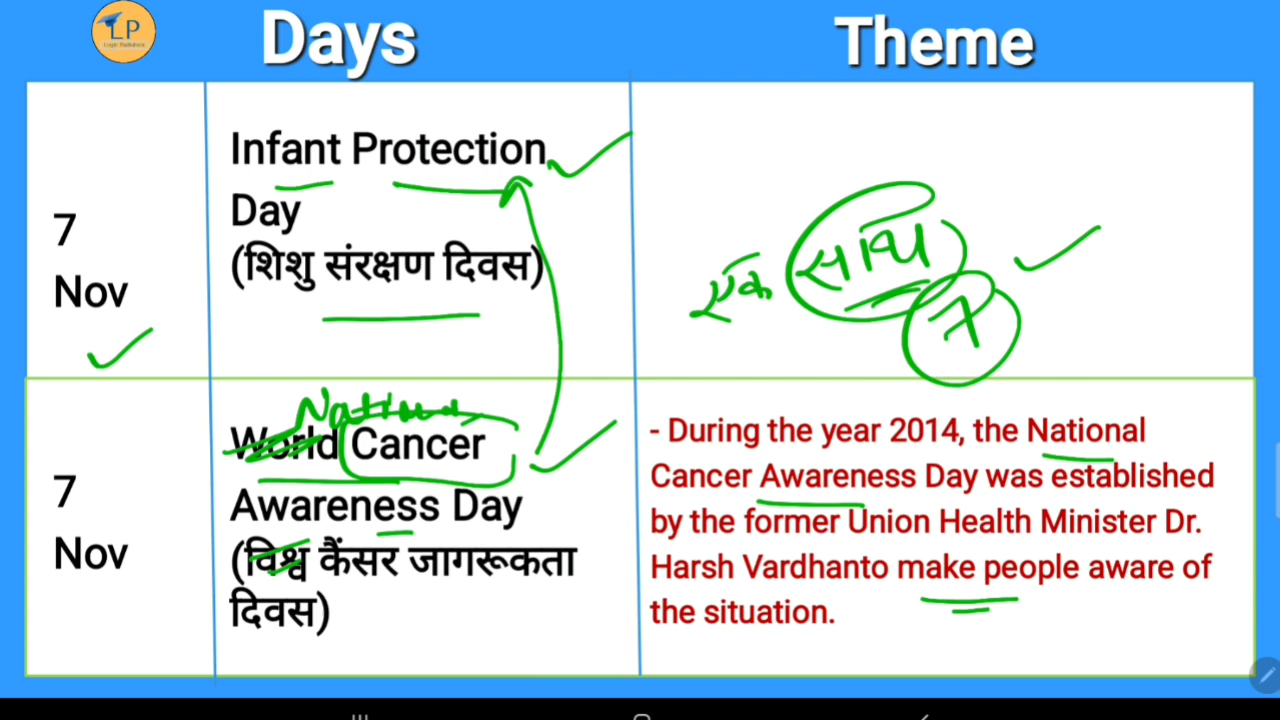 LP
Days
Theme
7
Nov
Infant Protection
Day
(शिशु संरक्षण दिवस)
एक साथ
7
7
Nov
National
World Cancer
Awareness Day
(विश्व कैंसर जागरूकता
दिवस)
- During the year 2014, the National
Cancer Awareness Day was established
by the former Union Health Minister Dr.
Harsh Vardhanto make people aware of
the situation.